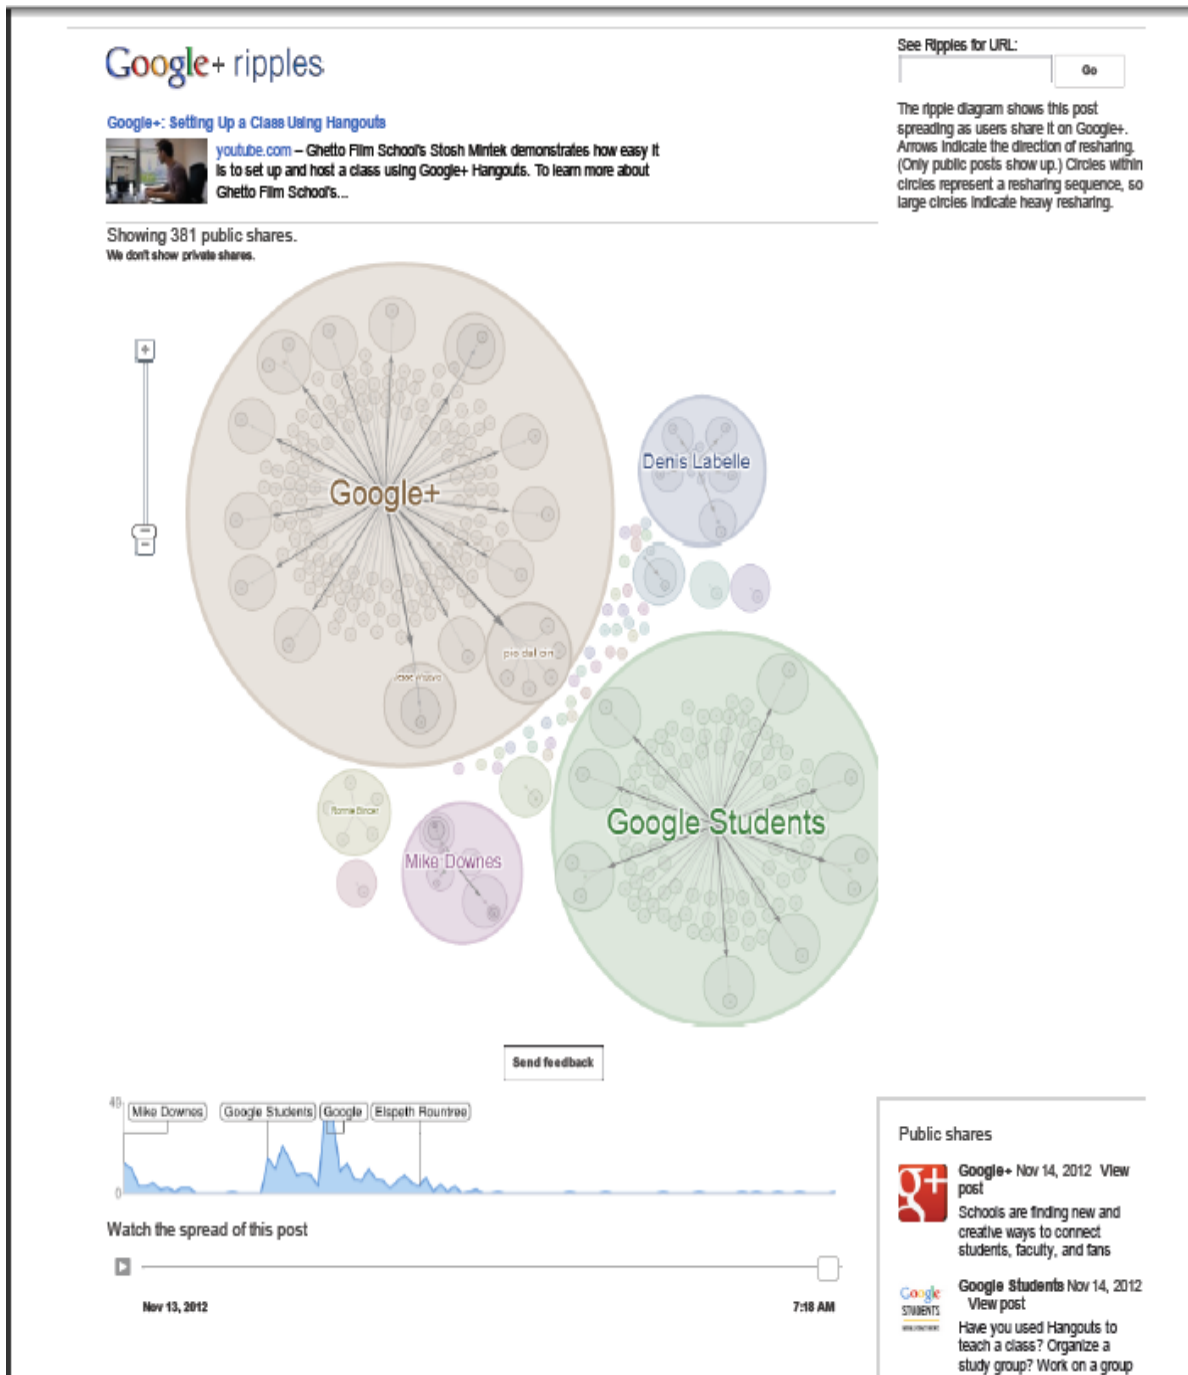 Google+ ripples
See Ripples for URL:
Go
The ripple diagram shows this post
spreading as users share it on Google+.
Arrows indicate the direction of resharing.
(Only public posts show up.) Circles within
circles represent a resharing sequence, so
large circles indicate heavy resharing.
Google+: Setting Up a Class Using Hangouts
youtube.com – Ghetto Film School's Stosh Mintek demonstrates how easy it
is to set up and host a class using Google+ Hangouts. To learn more about
Ghetto Film School's...
Showing 381 public shares.
We don't show private shares.
Denis Labelle
Google+
pio dal cin
Google Students
Ronnie Bincer
Mike Downes
Send feedback
49
Mike Downes
Google Students
Google
Elspeth Rountree
0
Watch the spread of this post
Nov 13, 2012
7:18 AM
Public shares
Google+ Nov 14, 2012 View
post
Schools are finding new and
creative ways to connect
students, faculty, and fans
g+
Google Students Nov 14, 2012
View post
Have you used Hangouts to
teach a class? Organize a
study group? Work on a group
Google
STUDENTS